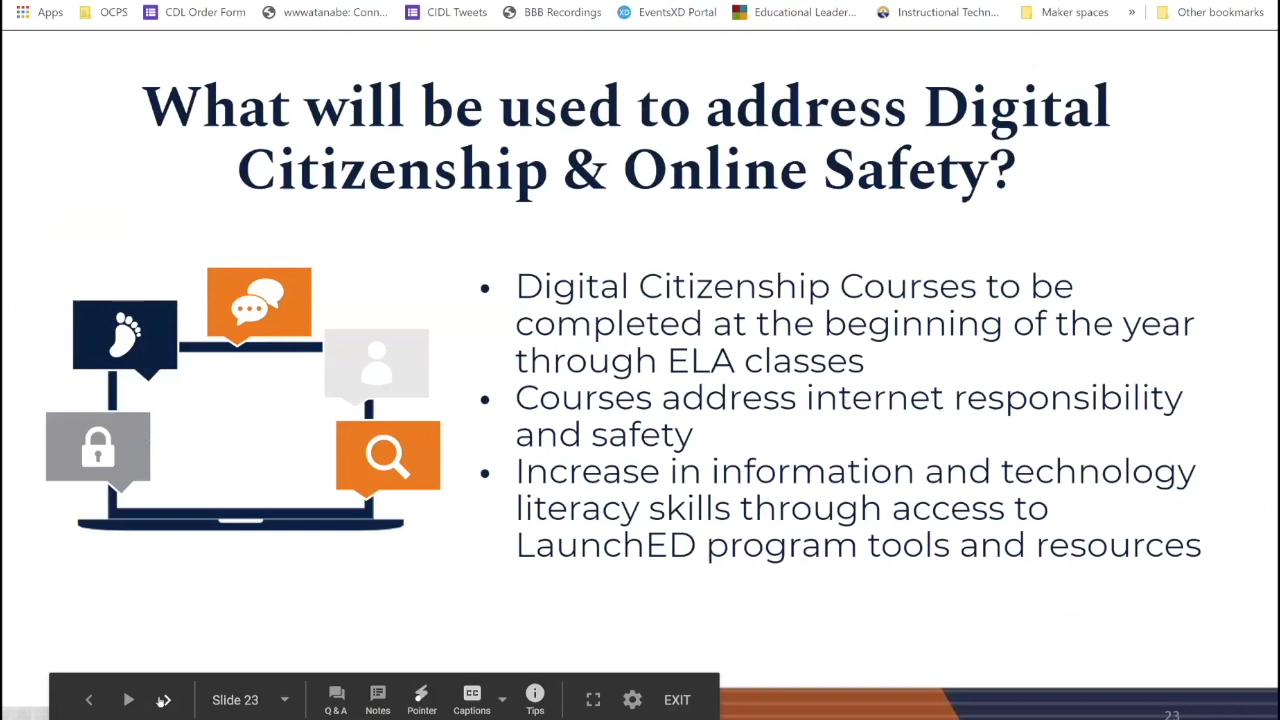 Apps OCPS CDL Order Form wwwatanabe: Conn... CIDL Tweets BBB Recordings XD EventsXD Portal Educational Leader... Instructional Techn... Maker spaces » Other bookmarks
What will be used to address Digital
Citizenship & Online Safety?
• Digital Citizenship Courses to be
completed at the beginning of the year
through ELA classes
• Courses address internet responsibility
and safety
• Increase in information and technology
literacy skills through access to
LaunchED program tools and resources
Slide 23 Q & A Notes Pointer CC Captions Tips EXIT
23